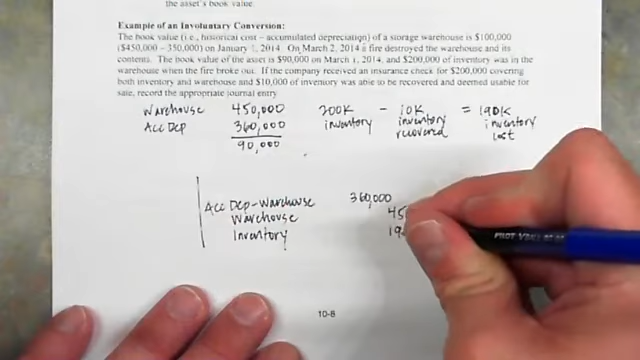 the asset's book value
Example of an Involuntary Conversion:
The book value (i.e., historical cost – accumulated depreciation) of a storage warehouse is $100,000
($450,000 – 350,000) on January 1, 2014. On March 2, 2014 a fire destroyed the warehouse and its
contents. The book value of the asset is $90,000 on March 1, 2014, and $200,000 of inventory was in the
warehouse when the fire broke out. If the company received an insurance check for $200,000 covering
both inventory and warehouse and $10,000 of inventory was able to be recovered and deemed usable for
sale, record the appropriate journal entry
Warehouse 450,000 200K – 10K = 190K
Acc Dep 360,000 inventory inventory inventory
90,000 recovered lost
Acc Dep-Warehouse 360,000
Warehouse 45
Inventory 19
PILOT
10-8